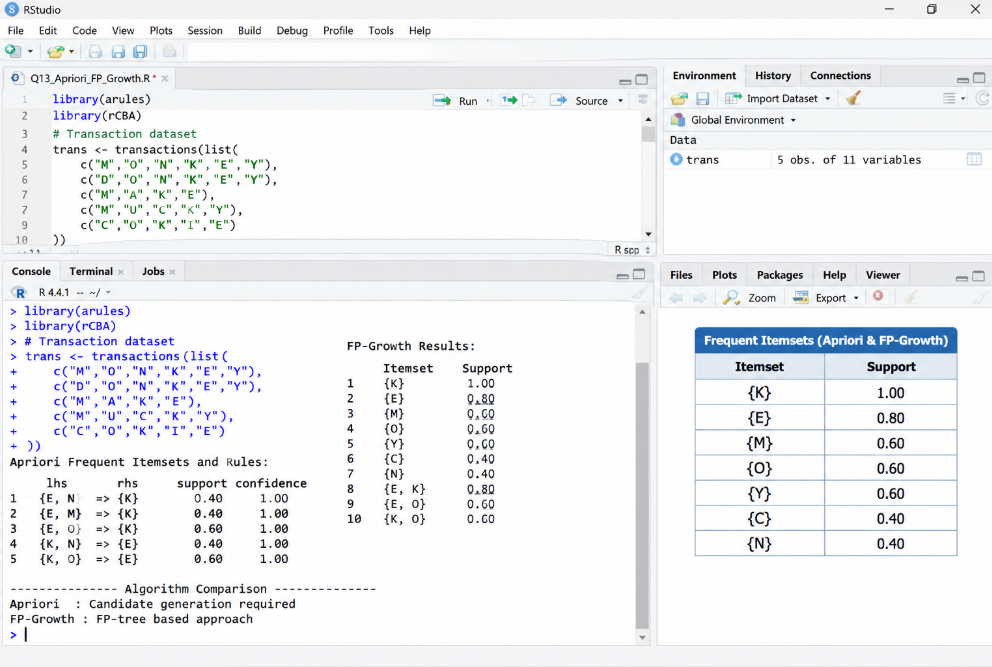 RStudio
File Edit Code View Plots Session Build Debug Profile Tools Help
Q13_Apriori_FP_Growth.R *
Run Source
1 library(arules)
2 library(rCBA)
3 # Transaction dataset
4 trans <- transactions(list(
5 c("M","O","N","K","E","Y"),
6 c("D","O","N","K","E","Y"),
7 c("M","A","K","E"),
7 c("M","U","C","K","Y"),
9 c("C","O","K","I","E")
10 ))
R spp
Console Terminal Jobs
R R 4.4.1 -- ~/
> library(arules)
> library(rCBA)
> # Transaction dataset
> trans <- transactions(list(
+ c("M","O","N","K","E","Y"),
+ c("D","O","N","K","E","Y"),
+ c("M","A","K","E"),
+ c("M","U","C","K","Y"),
+ c("C","O","K","I","E")
+ ))
Apriori Frequent Itemsets and Rules:
lhs rhs support confidence
1 {E, N} => {K} 0.40 1.00
2 {E, M} => {K} 0.40 1.00
3 {E, O} => {K} 0.60 1.00
4 {K, N} => {E} 0.40 1.00
5 {K, O} => {E} 0.60 1.00
--------------- Algorithm Comparison --------------
Apriori : Candidate generation required
FP-Growth : FP-tree based approach
>
FP-Growth Results:
Itemset Support
1 {K} 1.00
2 {E} 0.80
3 {M} 0.60
4 {O} 0.60
5 {Y} 0.60
6 {C} 0.40
7 {N} 0.40
8 {E, K} 0.80
9 {E, O} 0.60
10 {K, O} 0.60
Environment History Connections
Import Dataset
Global Environment
Data
trans 5 obs. of 11 variables
Files Plots Packages Help Viewer
Zoom Export
Frequent Itemsets (Apriori & FP-Growth)
Itemset Support
{K} 1.00
{E} 0.80
{M} 0.60
{O} 0.60
{Y} 0.60
{C} 0.40
{N} 0.40